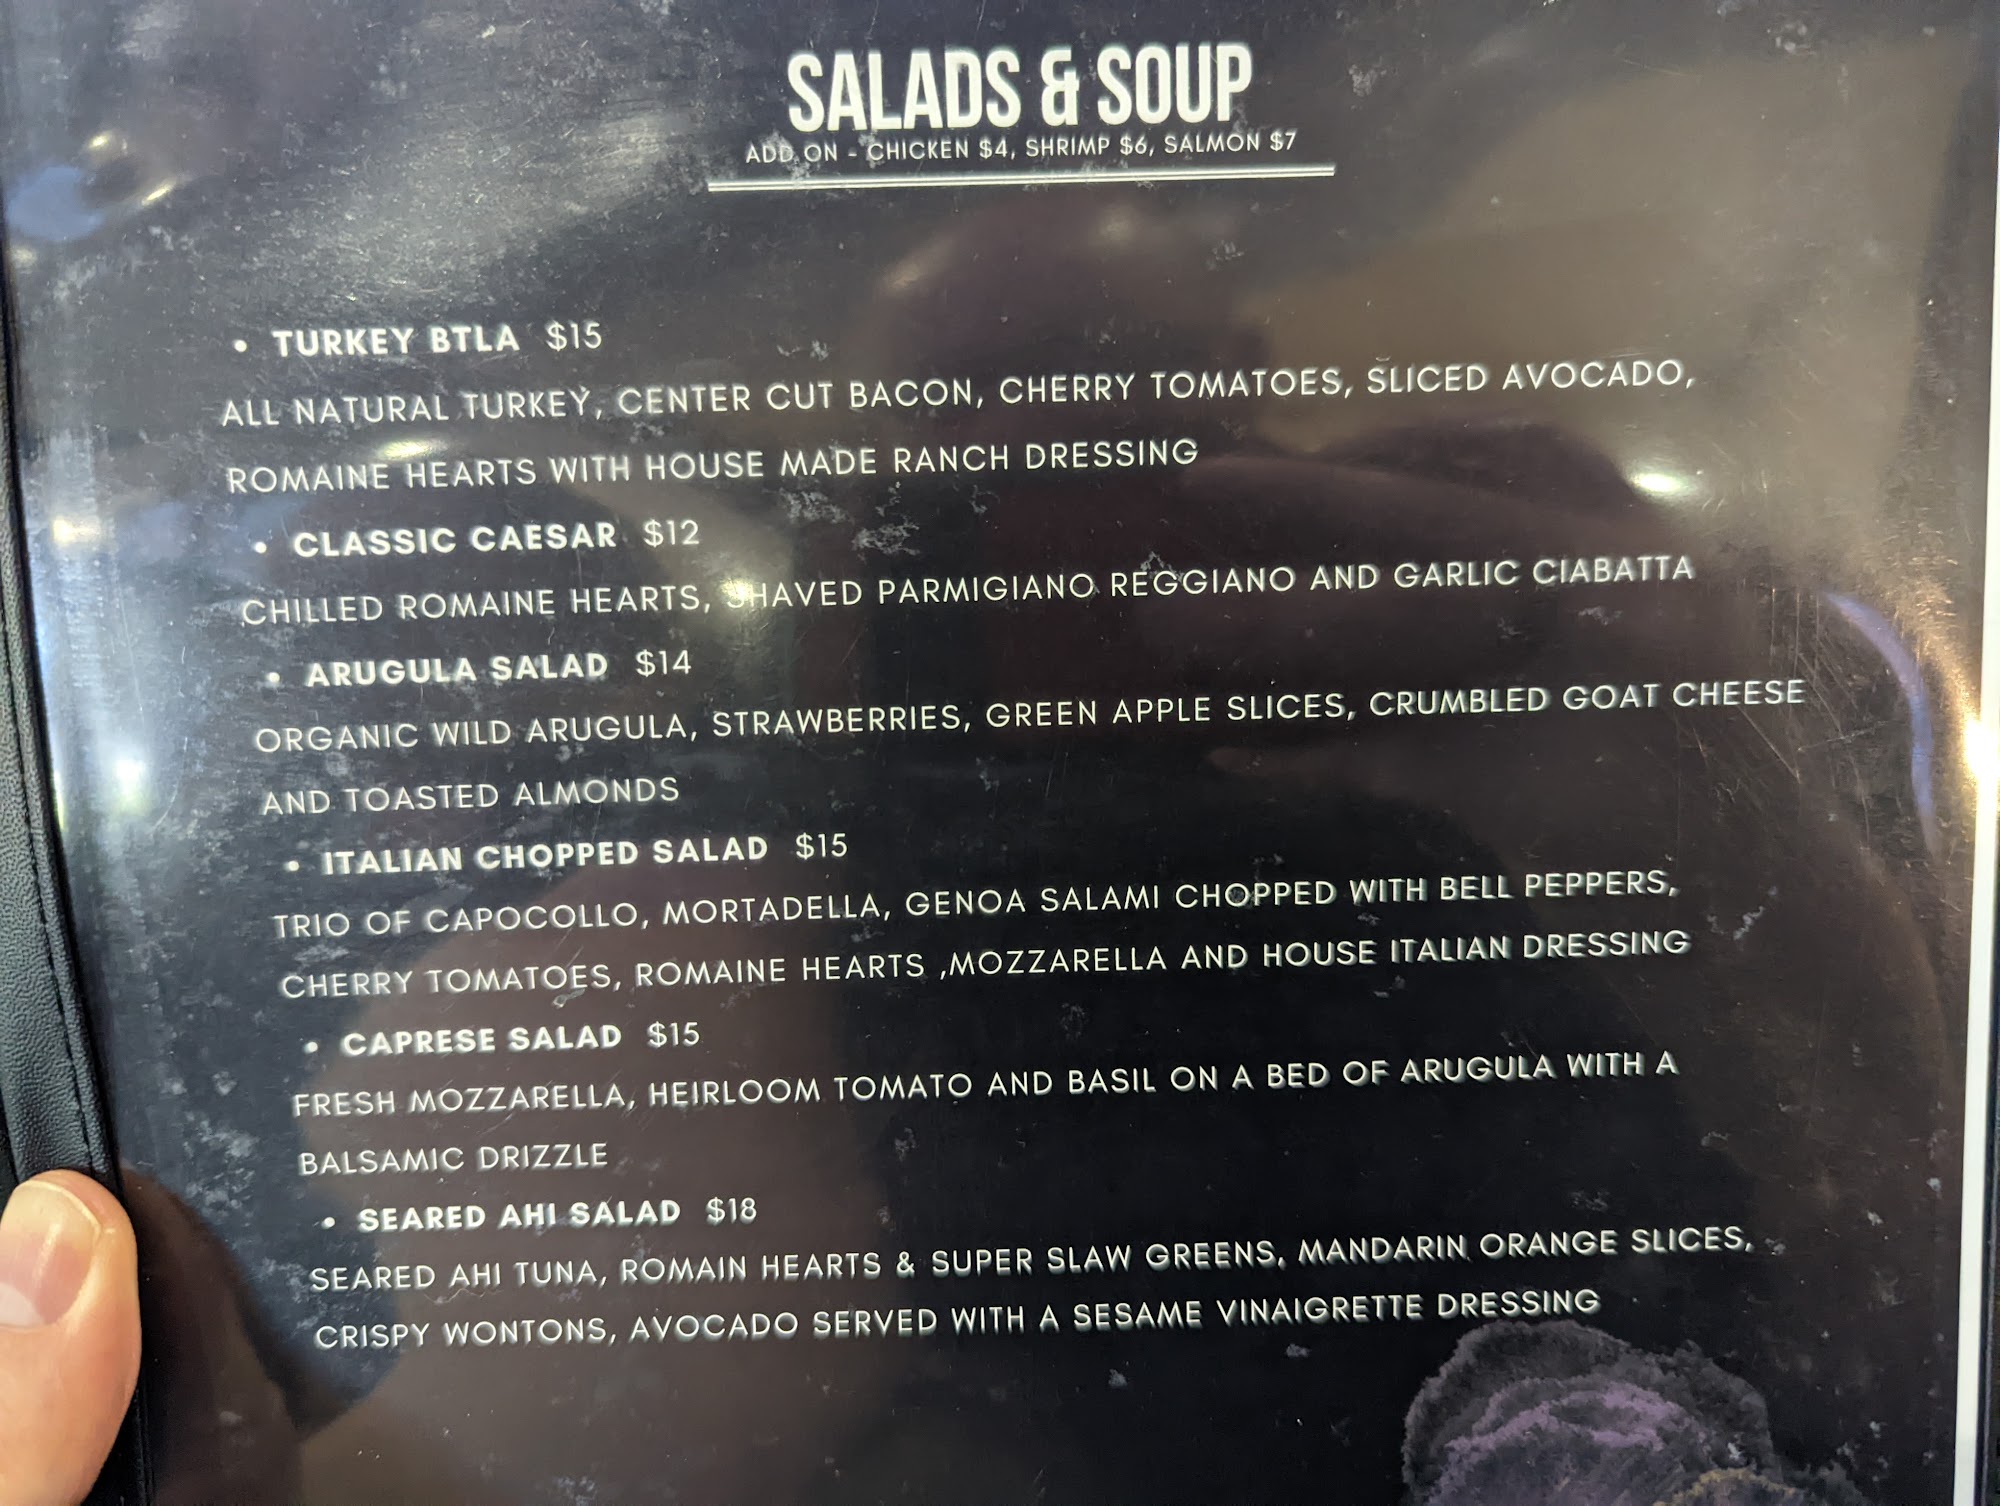 SALADS & SOUP
ADD ON - CHICKEN $4, SHRIMP $6, SALMON $7
• TURKEY BTLA $15
ALL NATURAL TURKEY, CENTER CUT BACON, CHERRY TOMATOES, SLICED AVOCADO,
ROMAINE HEARTS WITH HOUSE MADE RANCH DRESSING
• CLASSIC CAESAR $12
CHILLED ROMAINE HEARTS, SHAVED PARMIGIANO REGGIANO AND GARLIC CIABATTA
• ARUGULA SALAD $14
ORGANIC WILD ARUGULA, STRAWBERRIES, GREEN APPLE SLICES, CRUMBLED GOAT CHEESE
AND TOASTED ALMONDS
• ITALIAN CHOPPED SALAD $15
TRIO OF CAPOCOLLO, MORTADELLA, GENOA SALAMI CHOPPED WITH BELL PEPPERS,
CHERRY TOMATOES, ROMAINE HEARTS ,MOZZARELLA AND HOUSE ITALIAN DRESSING
• CAPRESE SALAD $15
FRESH MOZZARELLA, HEIRLOOM TOMATO AND BASIL ON A BED OF ARUGULA WITH A
BALSAMIC DRIZZLE
• SEARED AHI SALAD $18
SEARED AHI TUNA, ROMAIN HEARTS & SUPER SLAW GREENS, MANDARIN ORANGE SLICES,
CRISPY WONTONS, AVOCADO SERVED WITH A SESAME VINAIGRETTE DRESSING